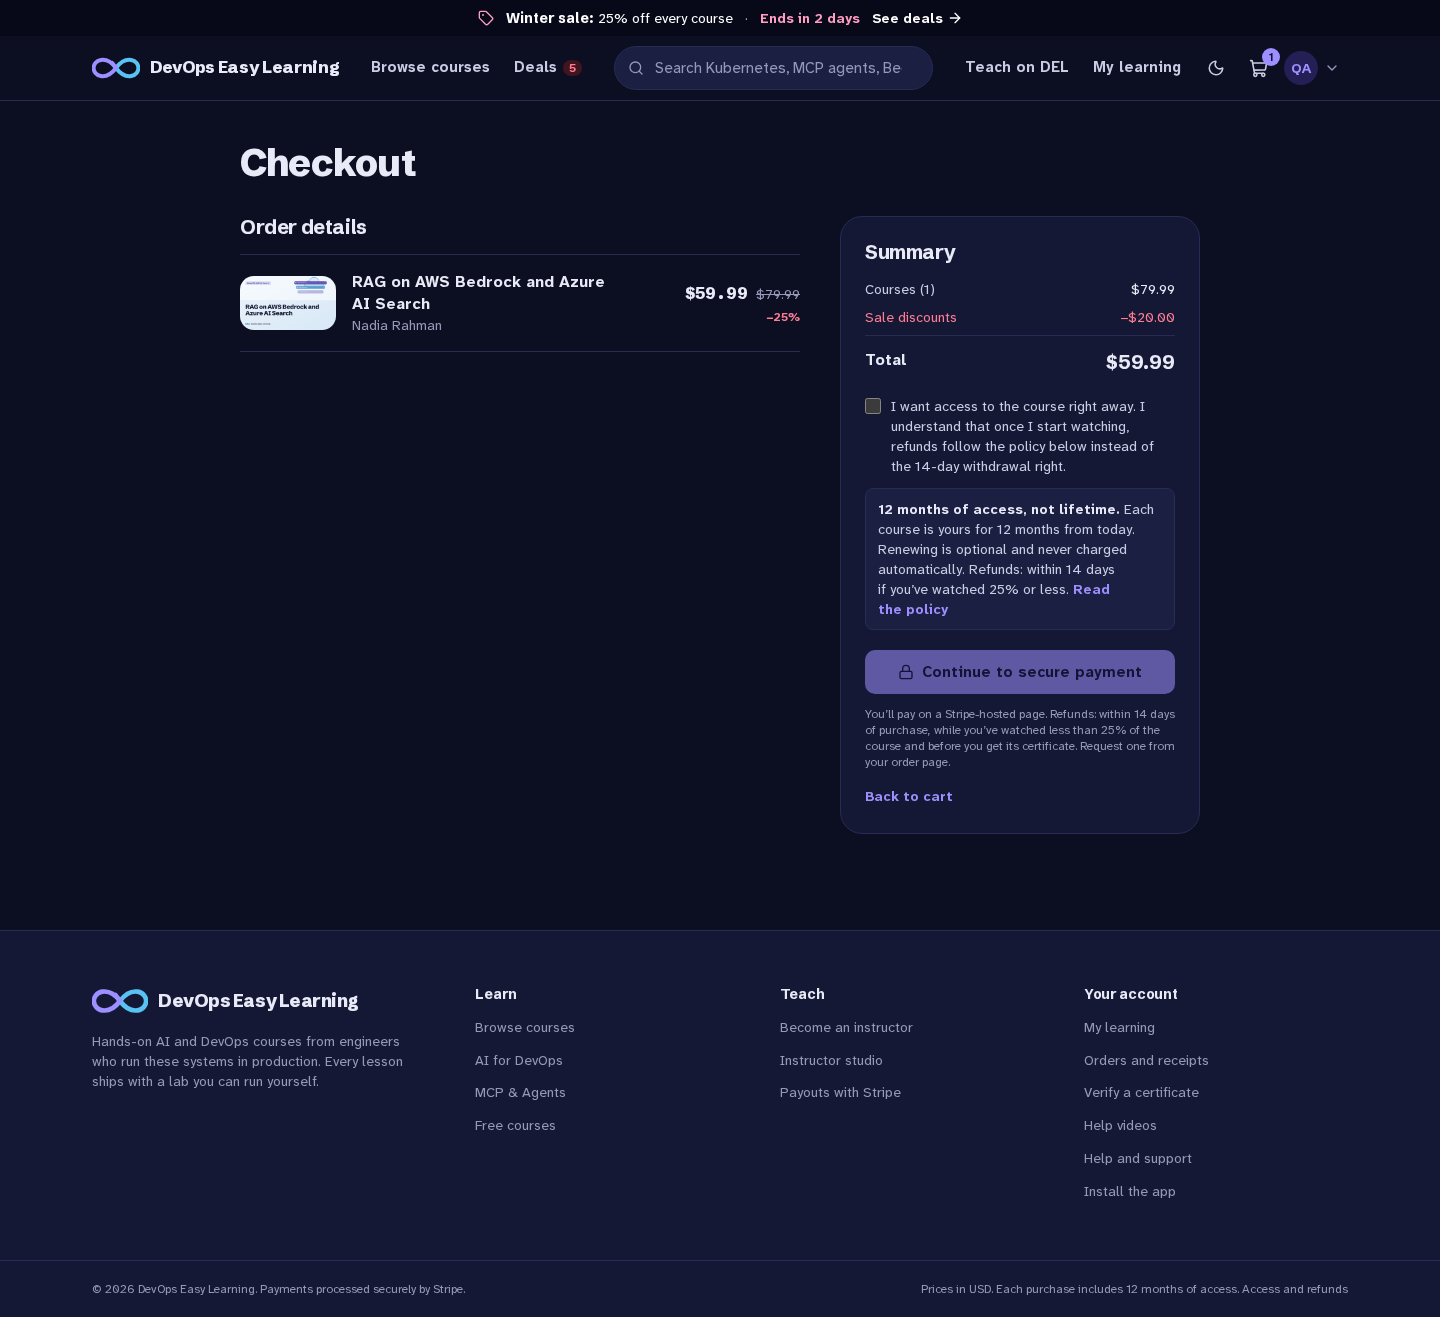 Winter sale: 25% off every course · Ends in 2 days See deals →
DevOps Easy Learning
Browse courses
Deals 5
Search Kubernetes, MCP agents, Be
Teach on DEL
My learning
1
QA
Checkout
Order details
RAG on AWS Bedrock and Azure AI Search
RAG on AWS Bedrock and Azure
AI Search
Nadia Rahman
$59.99 $79.99
−25%
Summary
Courses (1) $79.99
Sale discounts −$20.00
Total $59.99
I want access to the course right away. I
understand that once I start watching,
refunds follow the policy below instead of
the 14-day withdrawal right.
12 months of access, not lifetime. Each
course is yours for 12 months from today.
Renewing is optional and never charged
automatically. Refunds: within 14 days
if you’ve watched 25% or less. Read
the policy
Continue to secure payment
You’ll pay on a Stripe-hosted page. Refunds: within 14 days
of purchase, while you’ve watched less than 25% of the
course and before you get its certificate. Request one from
your order page.
Back to cart
DevOps Easy Learning
Hands-on AI and DevOps courses from engineers
who run these systems in production. Every lesson
ships with a lab you can run yourself.
Learn
Browse courses
AI for DevOps
MCP & Agents
Free courses
Teach
Become an instructor
Instructor studio
Payouts with Stripe
Your account
My learning
Orders and receipts
Verify a certificate
Help videos
Help and support
Install the app
© 2026 DevOps Easy Learning. Payments processed securely by Stripe.
Prices in USD. Each purchase includes 12 months of access. Access and refunds